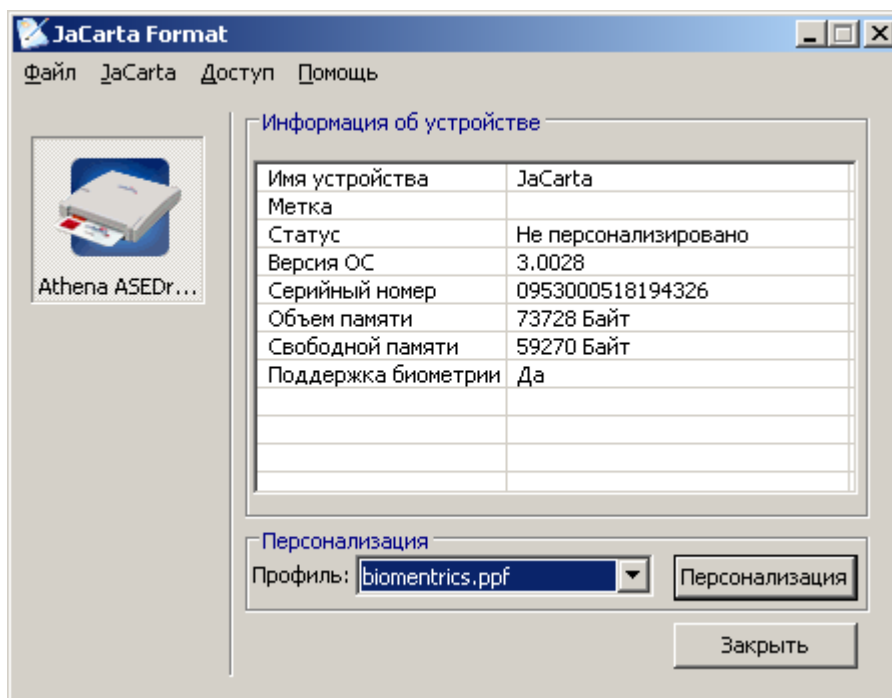 JaCarta Format
Файл JaCarta Доступ Помощь
Athena ASEDr...
Информация об устройстве
Имя устройства JaCarta
Метка
Статус Не персонализировано
Версия ОС 3.0028
Серийный номер 0953000518194326
Объем памяти 73728 Байт
Свободной памяти 59270 Байт
Поддержка биометрии Да
Персонализация
Профиль: biomentrics.ppf Персонализация
Закрыть